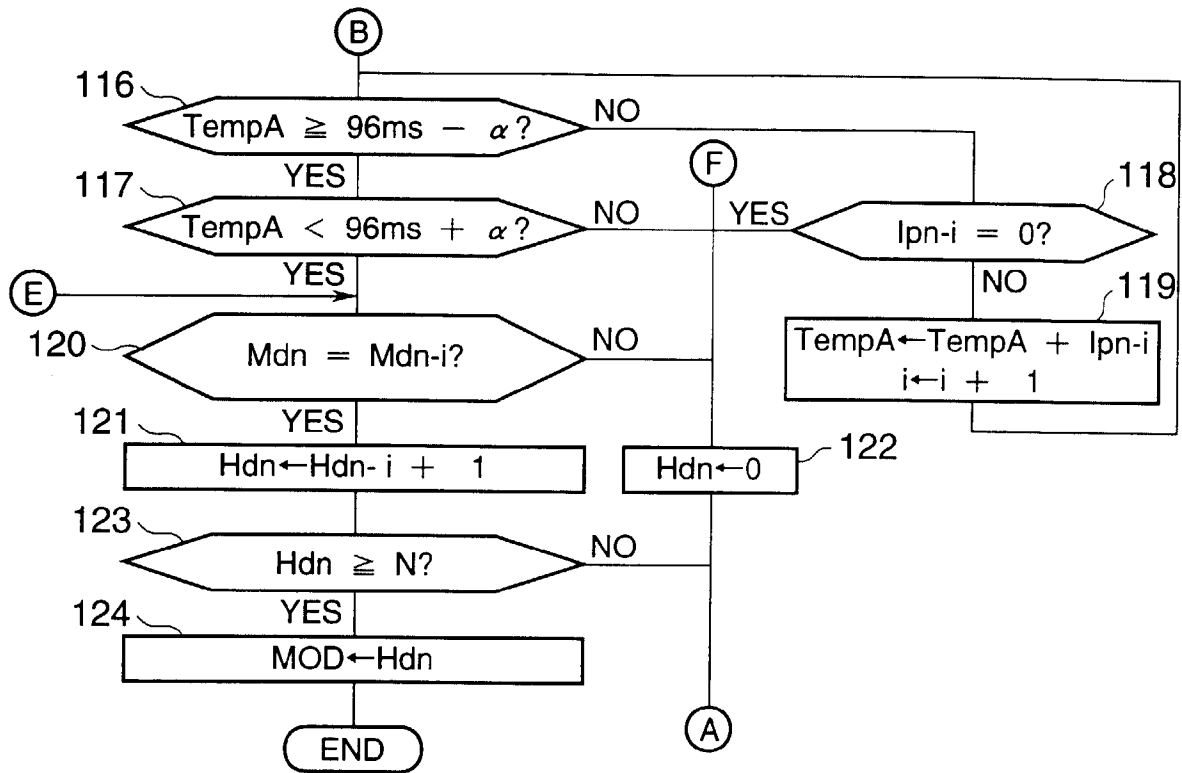 B
116
TempA ≧ 96ms − α?
NO
YES
F
117
TempA < 96ms + α?
NO
YES
118
Ipn-i = 0?
YES
NO
E
119
TempA←TempA + Ipn-i
i←i + 1
120
Mdn = Mdn-i?
NO
YES
121
Hdn←Hdn-i + 1
122
Hdn←0
123
Hdn ≧ N?
NO
YES
124
MOD←Hdn
END
A